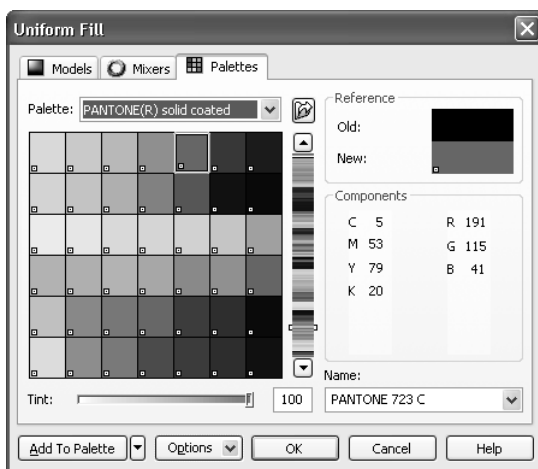 Uniform Fill
Models Mixers Palettes
Palette: PANTONE(R) solid coated
Reference
Old:
New:
Components
C 5 R 191
M 53 G 115
Y 79 B 41
K 20
Name:
Tint: 100 PANTONE 723 C
Add To Palette Options OK Cancel Help